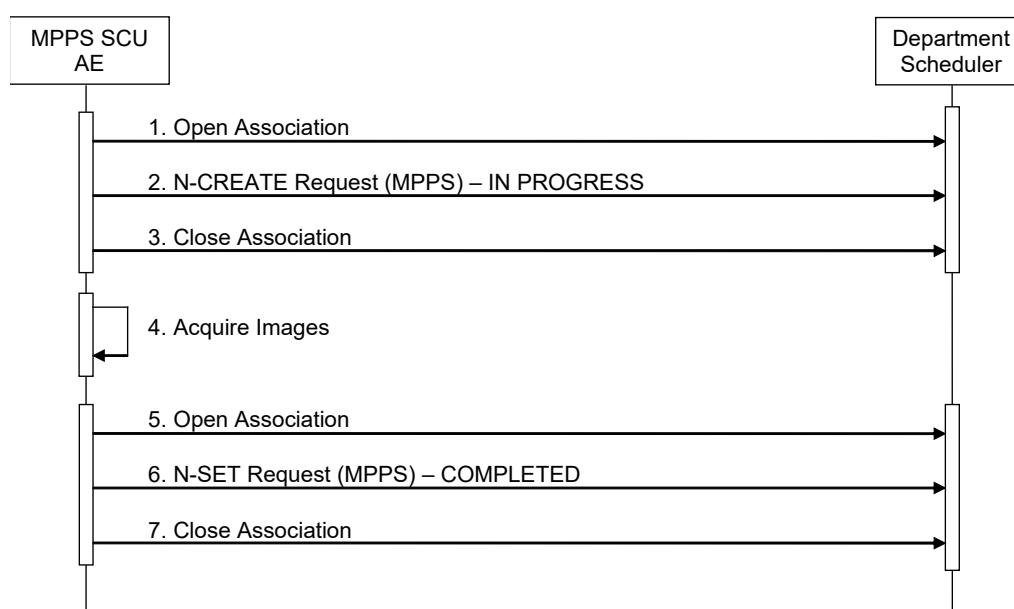 MPPS SCU
AE
Department
Scheduler
1. Open Association
2. N-CREATE Request (MPPS) – IN PROGRESS
3. Close Association
4. Acquire Images
5. Open Association
6. N-SET Request (MPPS) – COMPLETED
7. Close Association